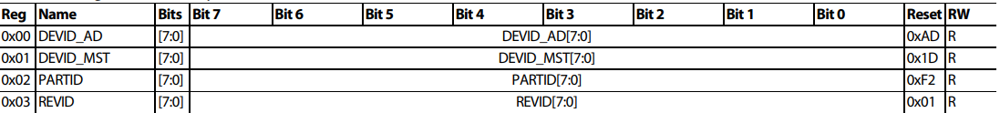 Reg Name Bits Bit 7 Bit 6 Bit 5 Bit 4 Bit 3 Bit 2 Bit 1 Bit 0 Reset RW
0x00 DEVID_AD [7:0] DEVID_AD[7:0] 0xAD R
0x01 DEVID_MST [7:0] DEVID_MST[7:0] 0x1D R
0x02 PARTID [7:0] PARTID[7:0] 0xF2 R
0x03 REVID [7:0] REVID[7:0] 0x01 R